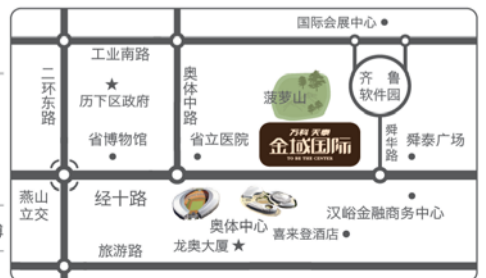 国际会展中心
工业南路
二环东路
历下区政府
奥体中路
菠萝山
齐鲁
软件园
万科 天泰
金域国际
TO BE THE CENTER
省博物馆
省立医院
舜华路
舜泰广场
燕山
立交
经十路
奥体中心
汉峪金融商务中心
旅游路
龙奥大厦
喜来登酒店